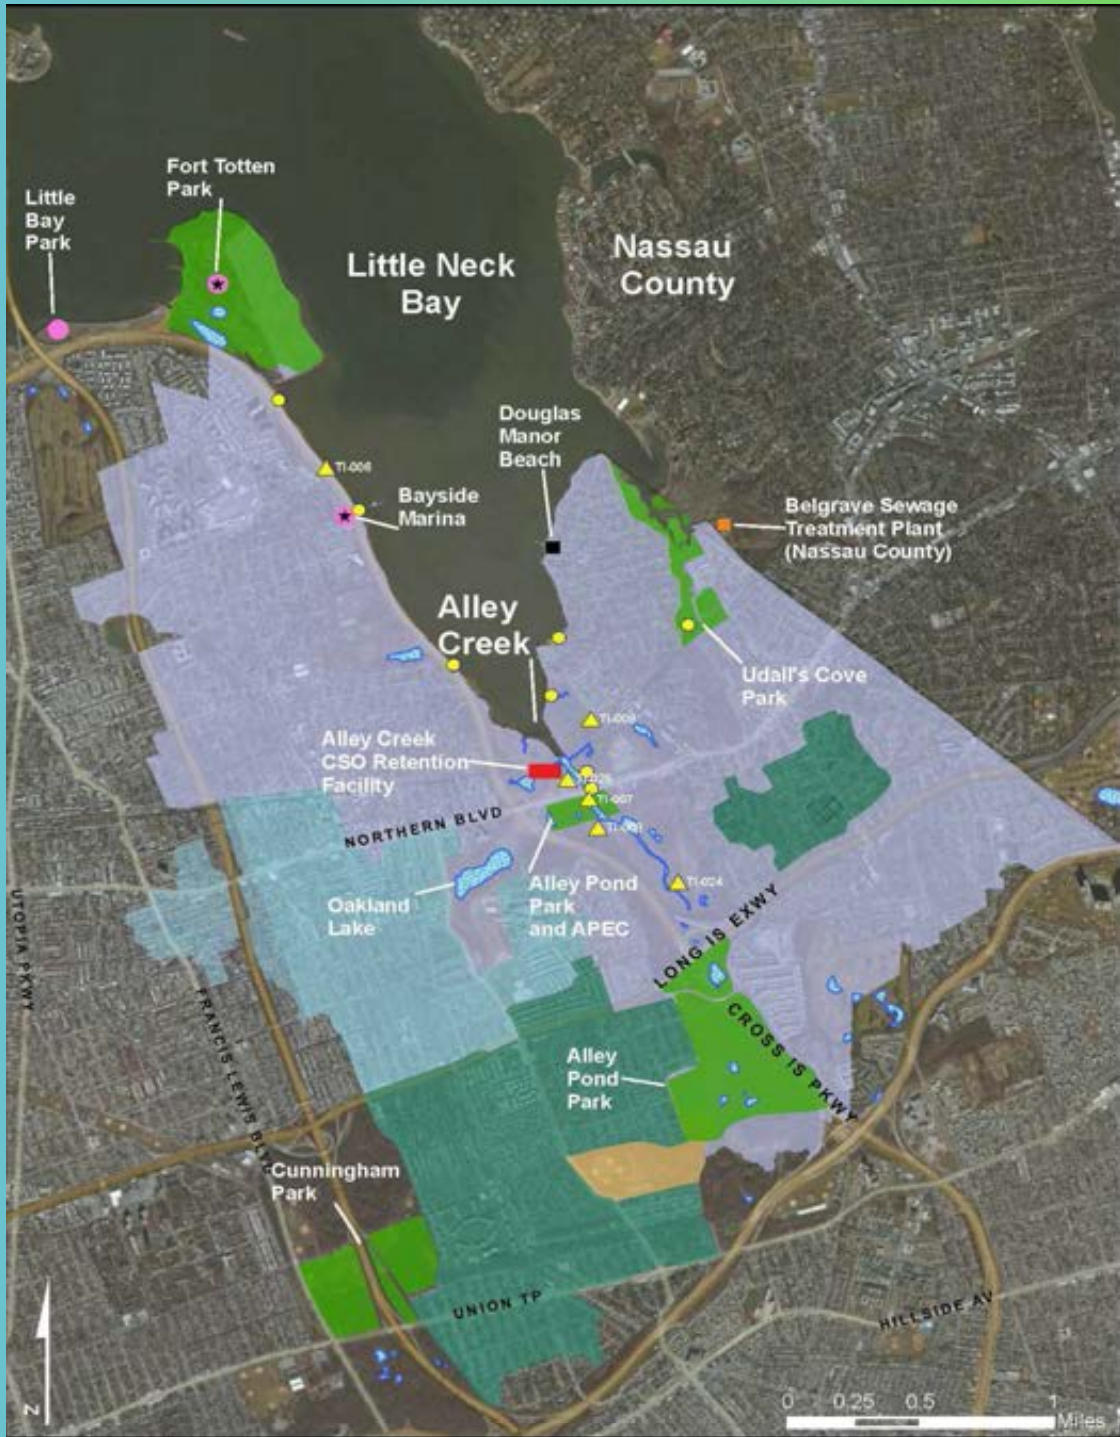 Fort Totten
Park
Little
Bay
Park
Little Neck
Bay
Nassau
County
Douglas
Manor
Beach
TI-006
Bayside
Marina
Belgrave Sewage
Treatment Plant
(Nassau County)
Alley
Creek
Udall's Cove
Park
TI-009
Alley Creek
CSO Retention
Facility
TI-025
TI-007
NORTHERN BLVD
TI-024
Alley Pond
Park
and APEC
Oakland
Lake
UTOPIA PKWY
LONG IS EXWY
FRANCIS LEWIS BLV
CROSS IS PKWY
Alley
Pond
Park
Cunningham
Park
UNION TP
HILLSIDE AV
N
0 0.25 0.5 1
Miles